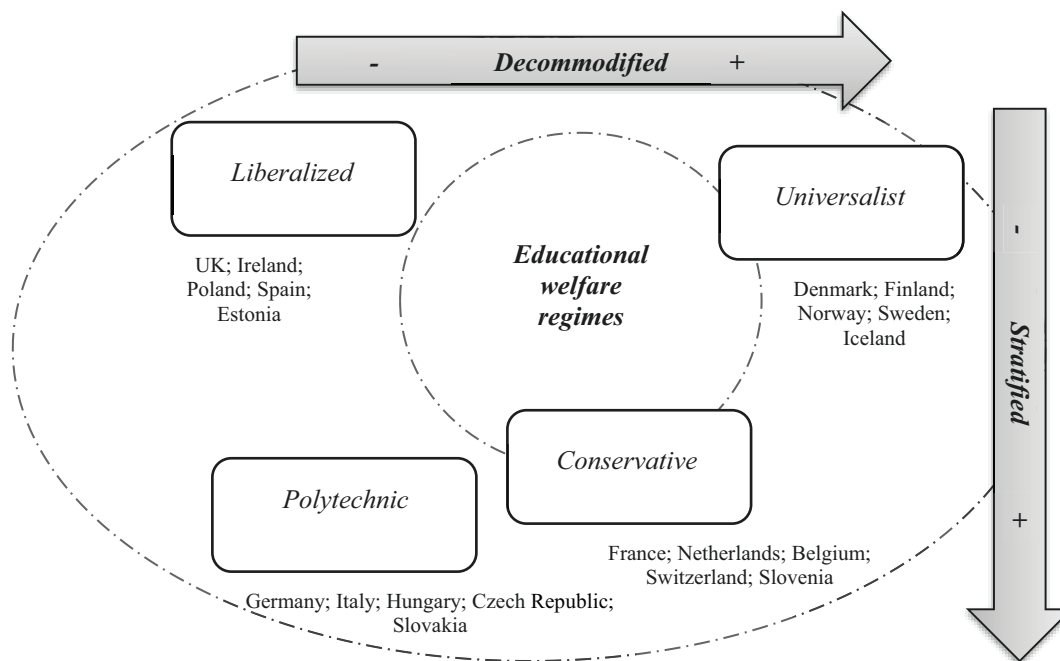 - Decommodified +
Liberalized
Universalist
UK; Ireland;
Poland; Spain;
Estonia
Educational
welfare
regimes
Denmark; Finland;
Norway; Sweden;
Iceland
- Stratified +
Conservative
Polytechnic
France; Netherlands; Belgium;
Switzerland; Slovenia
Germany; Italy; Hungary; Czech Republic;
Slovakia